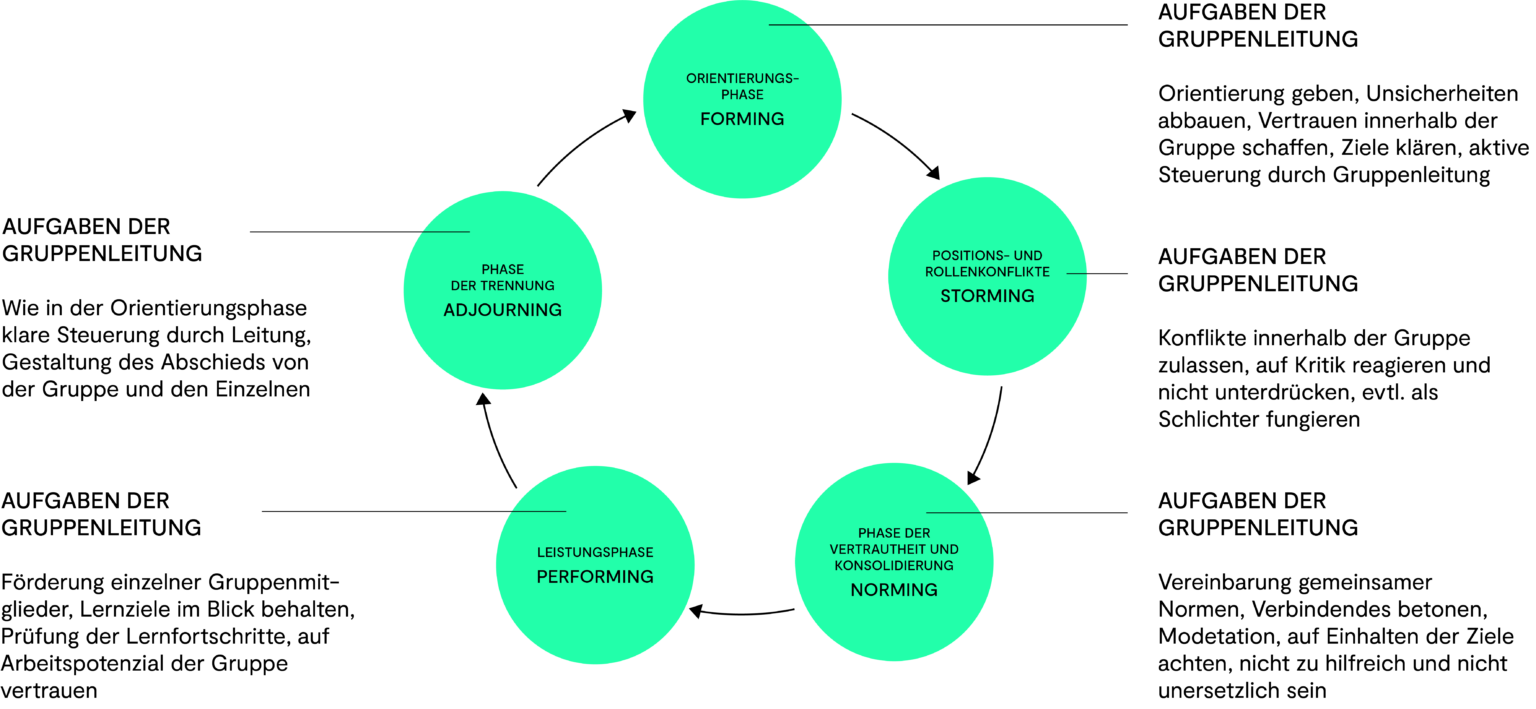 ORIENTIERUNGS-
PHASE
FORMING
AUFGABEN DER
GRUPPENLEITUNG
Orientierung geben, Unsicherheiten
abbauen, Vertrauen innerhalb der
Gruppe schaffen, Ziele klären, aktive
Steuerung durch Gruppenleitung
POSITIONS- UND
ROLLENKONFLIKTE
STORMING
AUFGABEN DER
GRUPPENLEITUNG
Konflikte innerhalb der Gruppe
zulassen, auf Kritik reagieren und
nicht unterdrücken, evtl. als
Schlichter fungieren
PHASE DER
VERTRAUTHEIT UND
KONSOLIDIERUNG
NORMING
AUFGABEN DER
GRUPPENLEITUNG
Vereinbarung gemeinsamer
Normen, Verbindendes betonen,
Modetation, auf Einhalten der Ziele
achten, nicht zu hilfreich und nicht
unersetzlich sein
LEISTUNGSPHASE
PERFORMING
AUFGABEN DER
GRUPPENLEITUNG
Förderung einzelner Gruppenmit-
glieder, Lernziele im Blick behalten,
Prüfung der Lernfortschritte, auf
Arbeitspotenzial der Gruppe
vertrauen
PHASE
DER TRENNUNG
ADJOURNING
AUFGABEN DER
GRUPPENLEITUNG
Wie in der Orientierungsphase
klare Steuerung durch Leitung,
Gestaltung des Abschieds von
der Gruppe und den Einzelnen